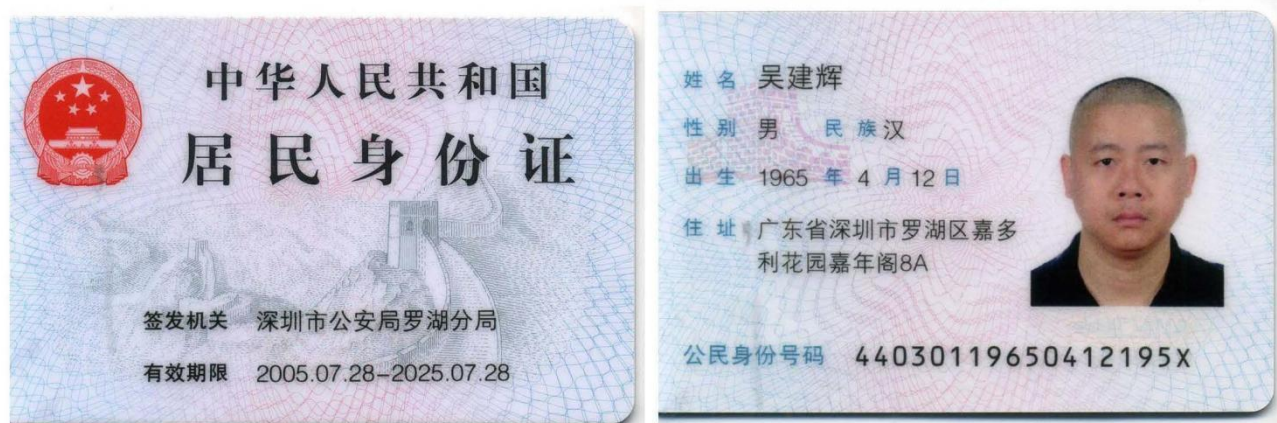 中华人民共和国
居民身份证
签发机关 深圳市公安局罗湖分局
有效期限 2005.07.28-2025.07.28
姓名 吴建辉
性别 男 民族 汉
出生 1965 年 4 月 12 日
住址 广东省深圳市罗湖区嘉多
利花园嘉年阁8A
公民身份号码 44030119650412195X